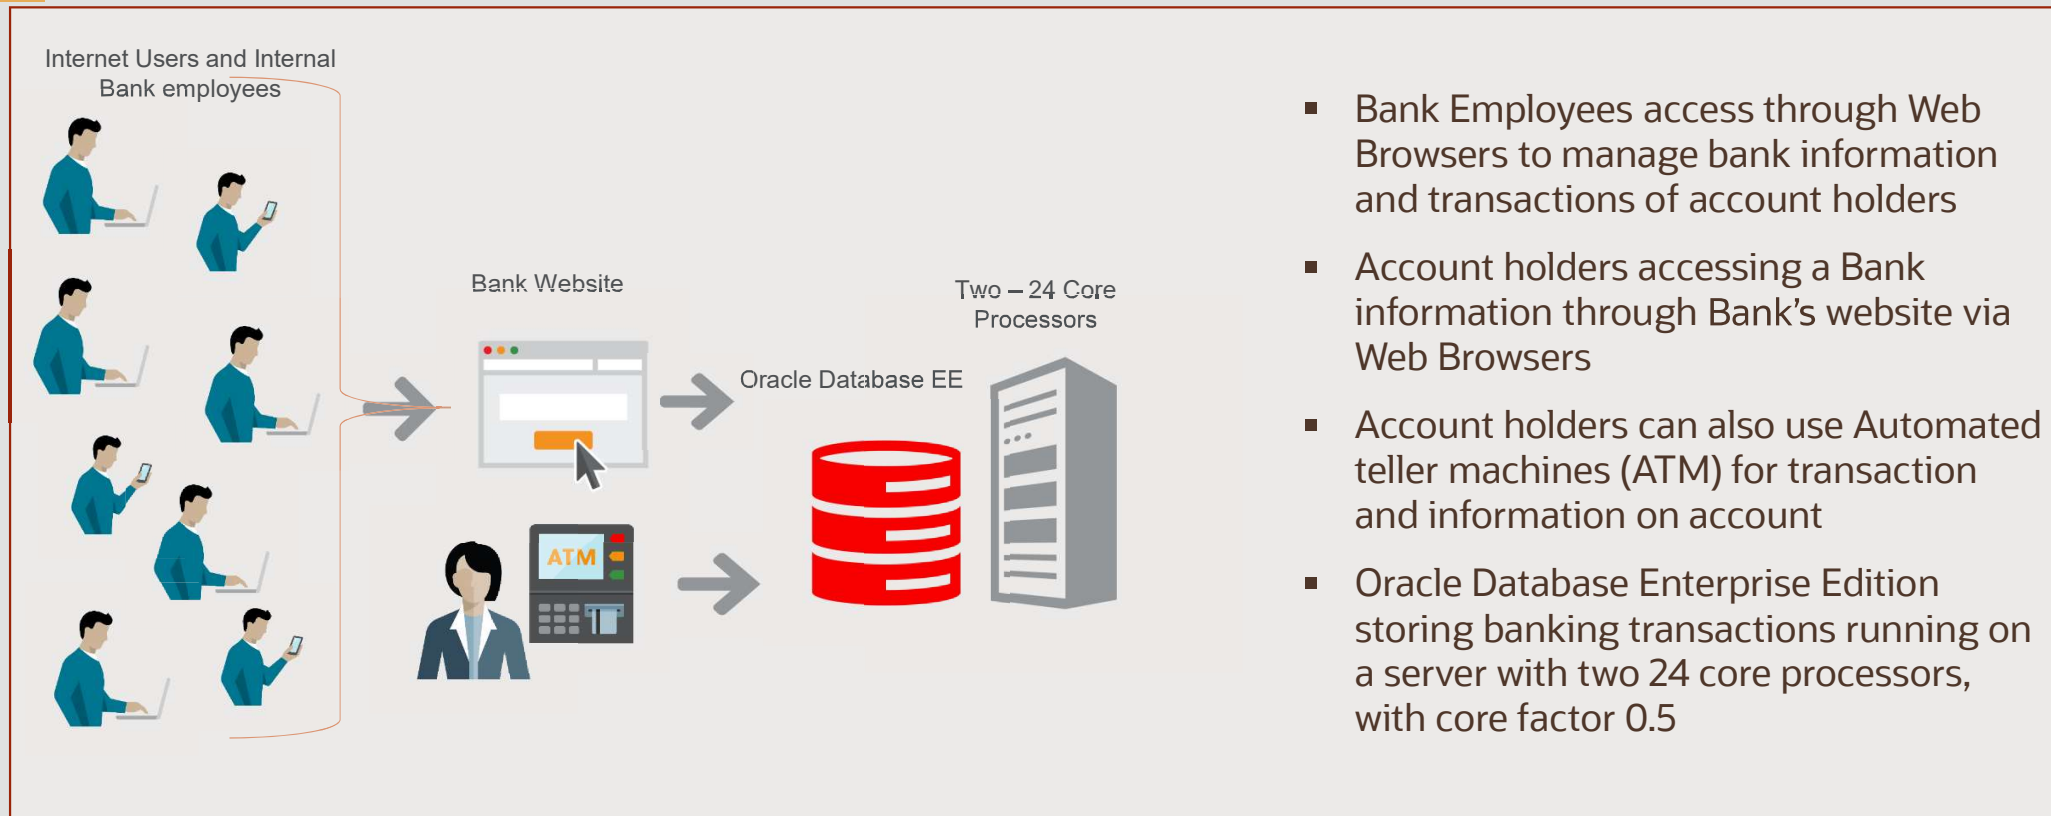 Internet Users and Internal
Bank employees
Bank Website
Two – 24 Core
Processors
Oracle Database EE
ATM
▪ Bank Employees access through Web
Browsers to manage bank information
and transactions of account holders
▪ Account holders accessing a Bank
information through Bank’s website via
Web Browsers
▪ Account holders can also use Automated
teller machines (ATM) for transaction
and information on account
▪ Oracle Database Enterprise Edition
storing banking transactions running on
a server with two 24 core processors,
with core factor 0.5